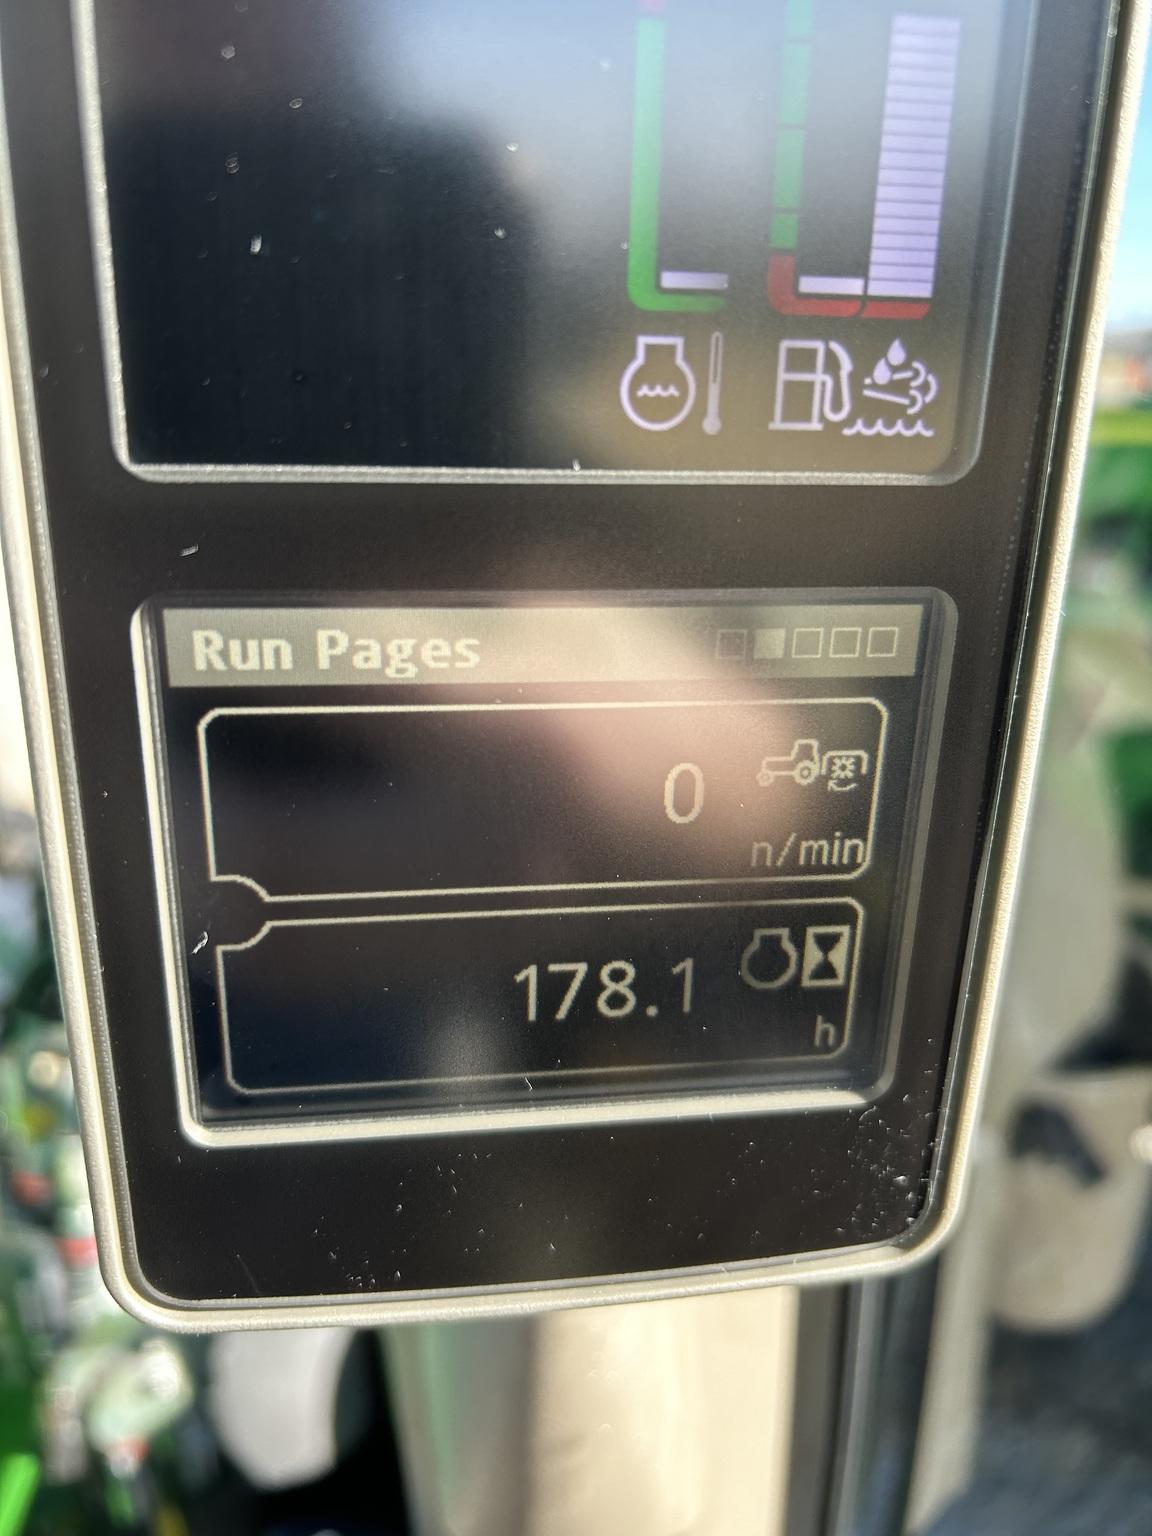 Run Pages
0
n/min
178.1
h